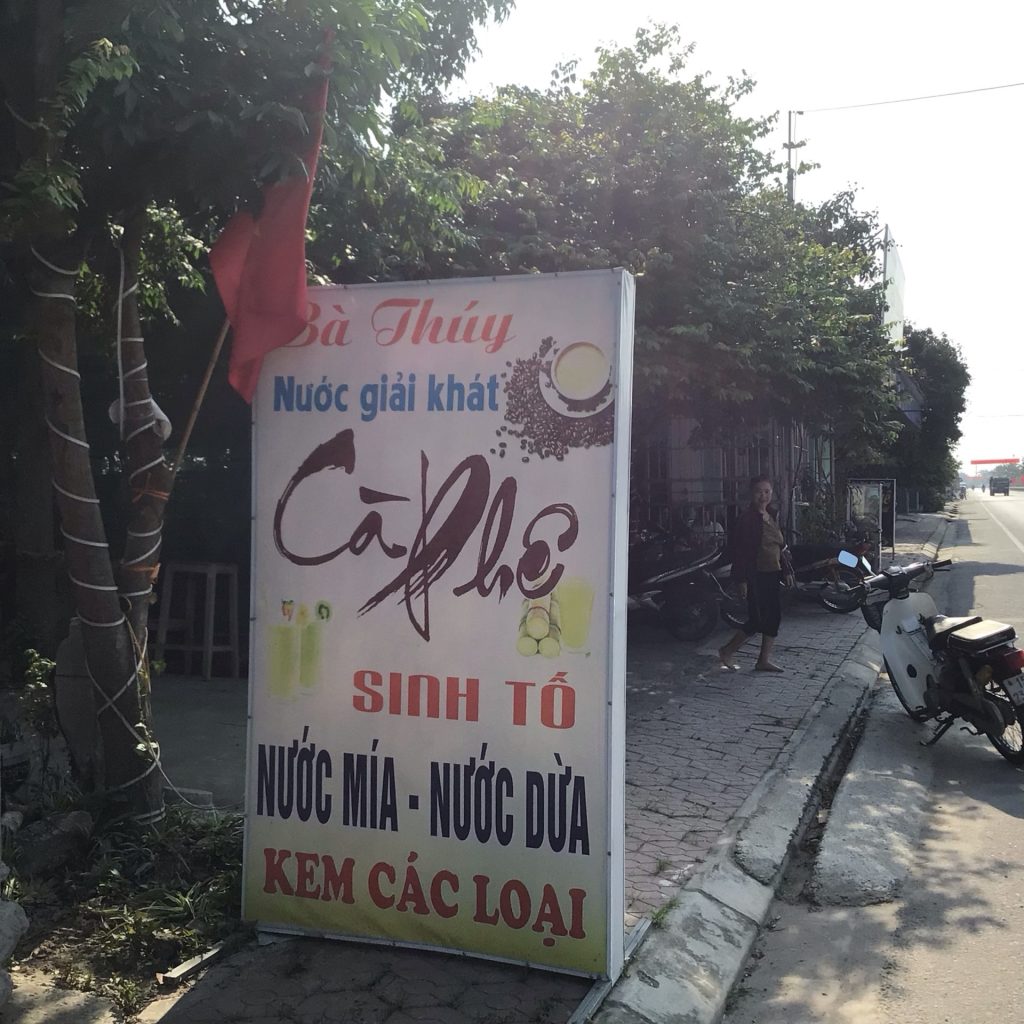 Bà Thúy
Nước giải khát
Cà Phê
SINH TỐ
NƯỚC MÍA - NƯỚC DỪA
KEM CÁC LOẠI